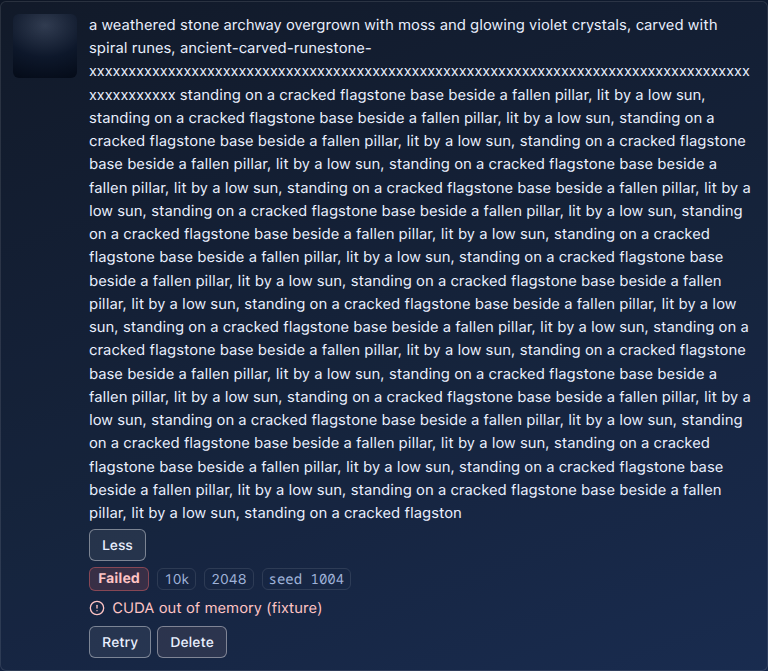 a weathered stone archway overgrown with moss and glowing violet crystals, carved with
spiral runes, ancient-carved-runestone-
xxxxxxxxxxxxxxxxxxxxxxxxxxxxxxxxxxxxxxxxxxxxxxxxxxxxxxxxxxxxxxxxxxxxxxxxxxxxxxxxxxxx
xxxxxxxxxxx standing on a cracked flagstone base beside a fallen pillar, lit by a low sun,
standing on a cracked flagstone base beside a fallen pillar, lit by a low sun, standing on a
cracked flagstone base beside a fallen pillar, lit by a low sun, standing on a cracked flagstone
base beside a fallen pillar, lit by a low sun, standing on a cracked flagstone base beside a
fallen pillar, lit by a low sun, standing on a cracked flagstone base beside a fallen pillar, lit by a
low sun, standing on a cracked flagstone base beside a fallen pillar, lit by a low sun, standing
on a cracked flagstone base beside a fallen pillar, lit by a low sun, standing on a cracked
flagstone base beside a fallen pillar, lit by a low sun, standing on a cracked flagstone base
beside a fallen pillar, lit by a low sun, standing on a cracked flagstone base beside a fallen
pillar, lit by a low sun, standing on a cracked flagstone base beside a fallen pillar, lit by a low
sun, standing on a cracked flagstone base beside a fallen pillar, lit by a low sun, standing on a
cracked flagstone base beside a fallen pillar, lit by a low sun, standing on a cracked flagstone
base beside a fallen pillar, lit by a low sun, standing on a cracked flagstone base beside a
fallen pillar, lit by a low sun, standing on a cracked flagstone base beside a fallen pillar, lit by a
low sun, standing on a cracked flagstone base beside a fallen pillar, lit by a low sun, standing
on a cracked flagstone base beside a fallen pillar, lit by a low sun, standing on a cracked
flagstone base beside a fallen pillar, lit by a low sun, standing on a cracked flagstone base
beside a fallen pillar, lit by a low sun, standing on a cracked flagstone base beside a fallen
pillar, lit by a low sun, standing on a cracked flagston
Less
Failed 10k 2048 seed 1004
CUDA out of memory (fixture)
Retry Delete